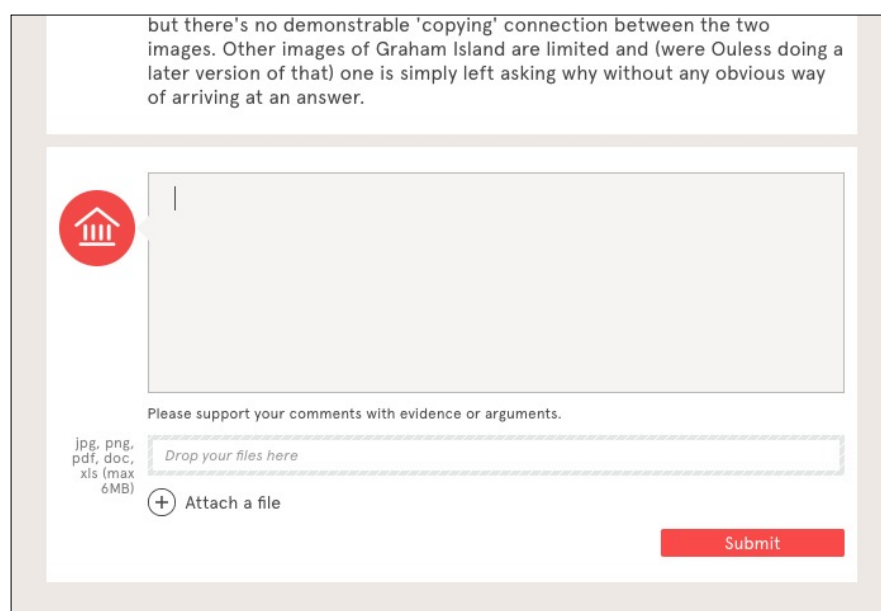 but there's no demonstrable 'copying' connection between the two
images. Other images of Graham Island are limited and (were Ouless doing a
later version of that) one is simply left asking why without any obvious way
of arriving at an answer.
Please support your comments with evidence or arguments.
jpg, png,
pdf, doc,
xls (max
6MB)
Drop your files here
Attach a file
Submit